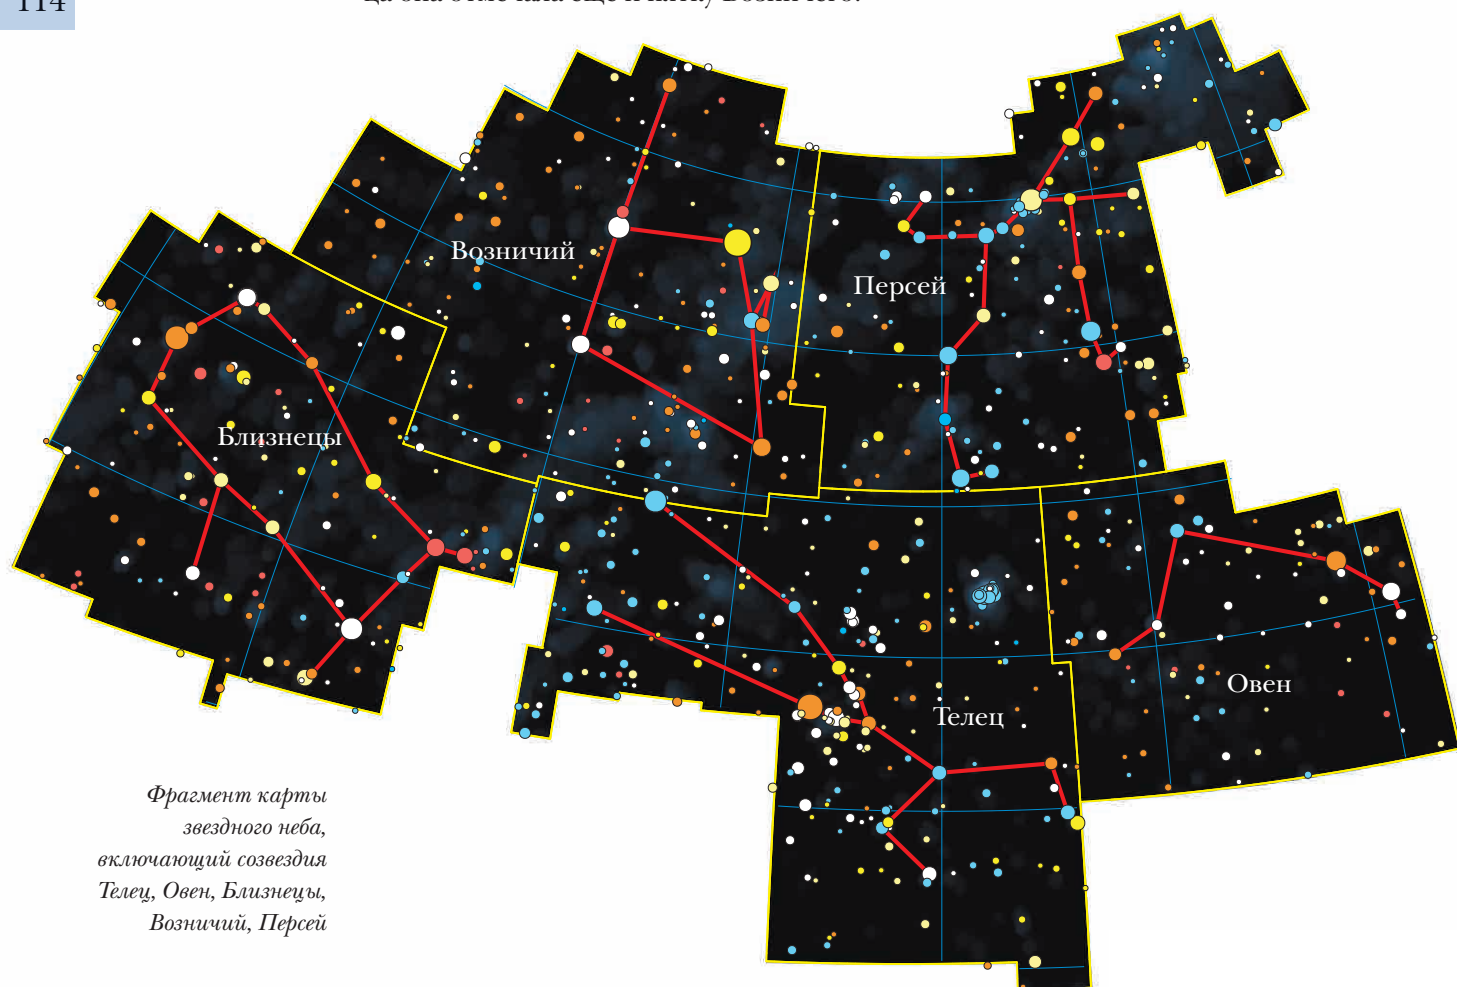 114
Возничий
Персей
Близнецы
Овен
Телец
Фрагмент карты
звездного неба,
включающий созвездия
Телец, Овен, Близнецы,
Возничий, Персей